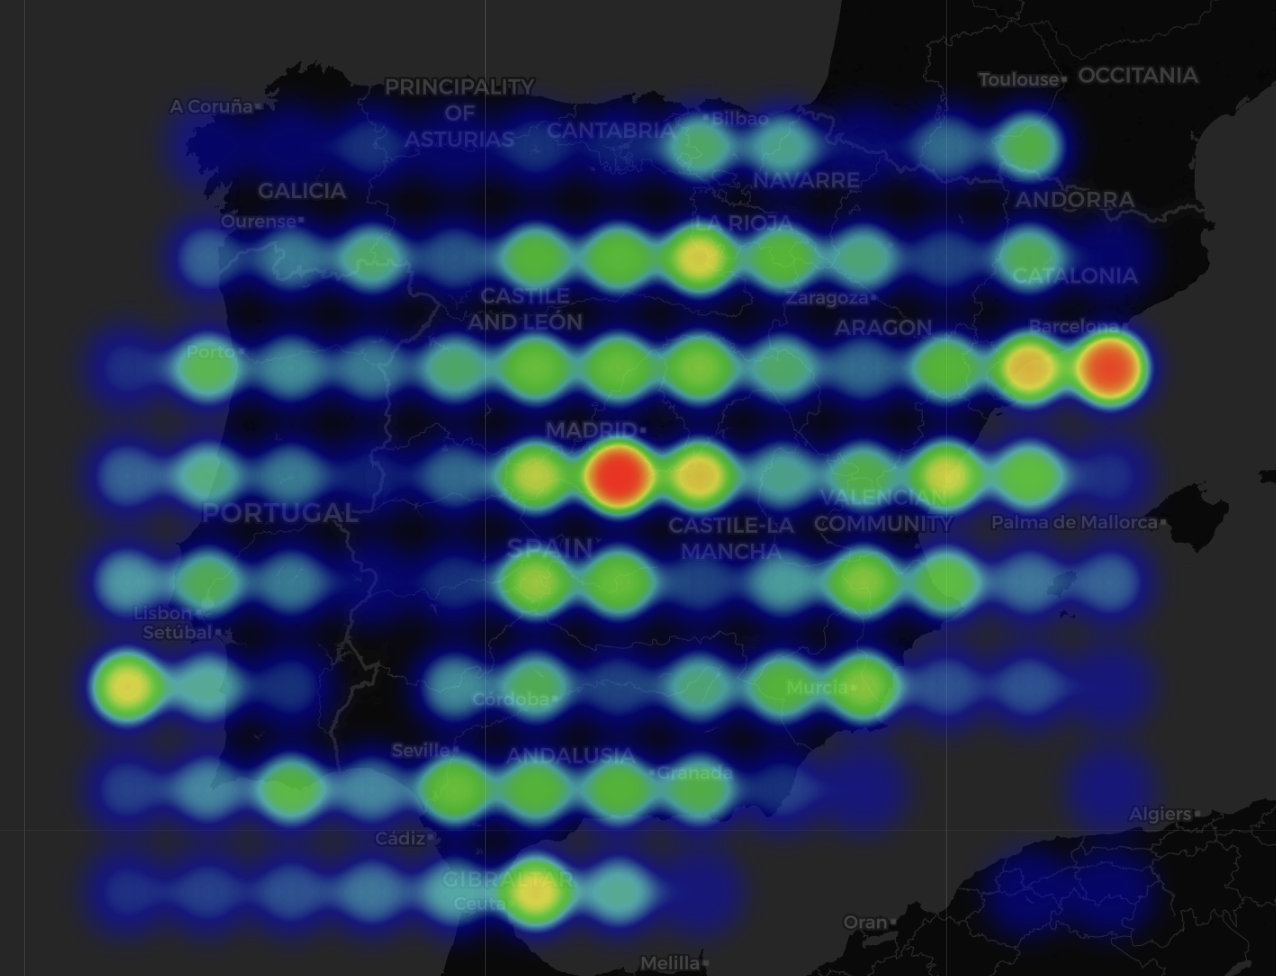 Toulouse
OCCITANIA
PRINCIPALITY
OF
ASTURIAS
A Coruña
Bilbao
CANTABRIA
NAVARRE
GALICIA
ANDORRA
Ourense
LA RIOJA
CATALONIA
CASTILE
AND LEÓN
Zaragoza
ARAGON
Barcelona
Porto
MADRID
VALENCIAN
COMMUNITY
PORTUGAL
CASTILE-LA
MANCHA
Palma de Mallorca
SPAIN
Lisbon
Setúbal
Córdoba
Murcia
Seville
ANDALUSIA
Granada
Algiers
Cádiz
GIBRALTAR
Ceuta
Oran
Melilla